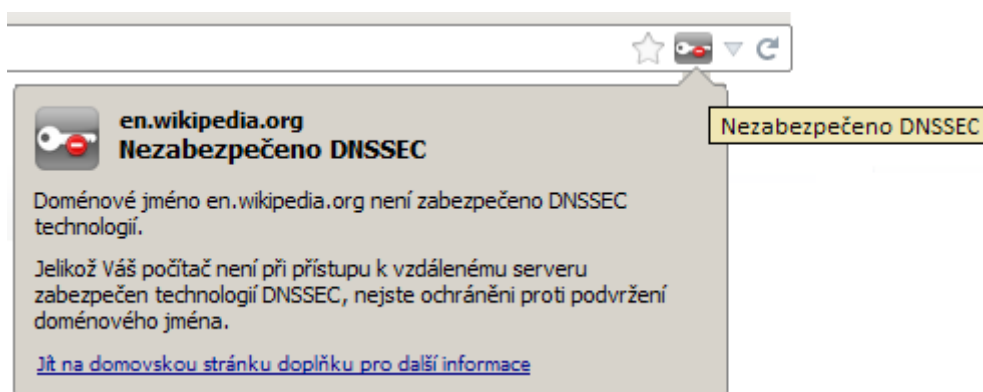 en.wikipedia.org
Nezabezpečeno DNSSEC
Nezabezpečeno DNSSEC
Doménové jméno en.wikipedia.org není zabezpečeno DNSSEC
technologií.
Jelikož Váš počítač není při přístupu k vzdálenému serveru
zabezpečen technologií DNSSEC, nejste ochráněni proti podvržení
doménového jména.
Jít na domovskou stránku doplňku pro další informace